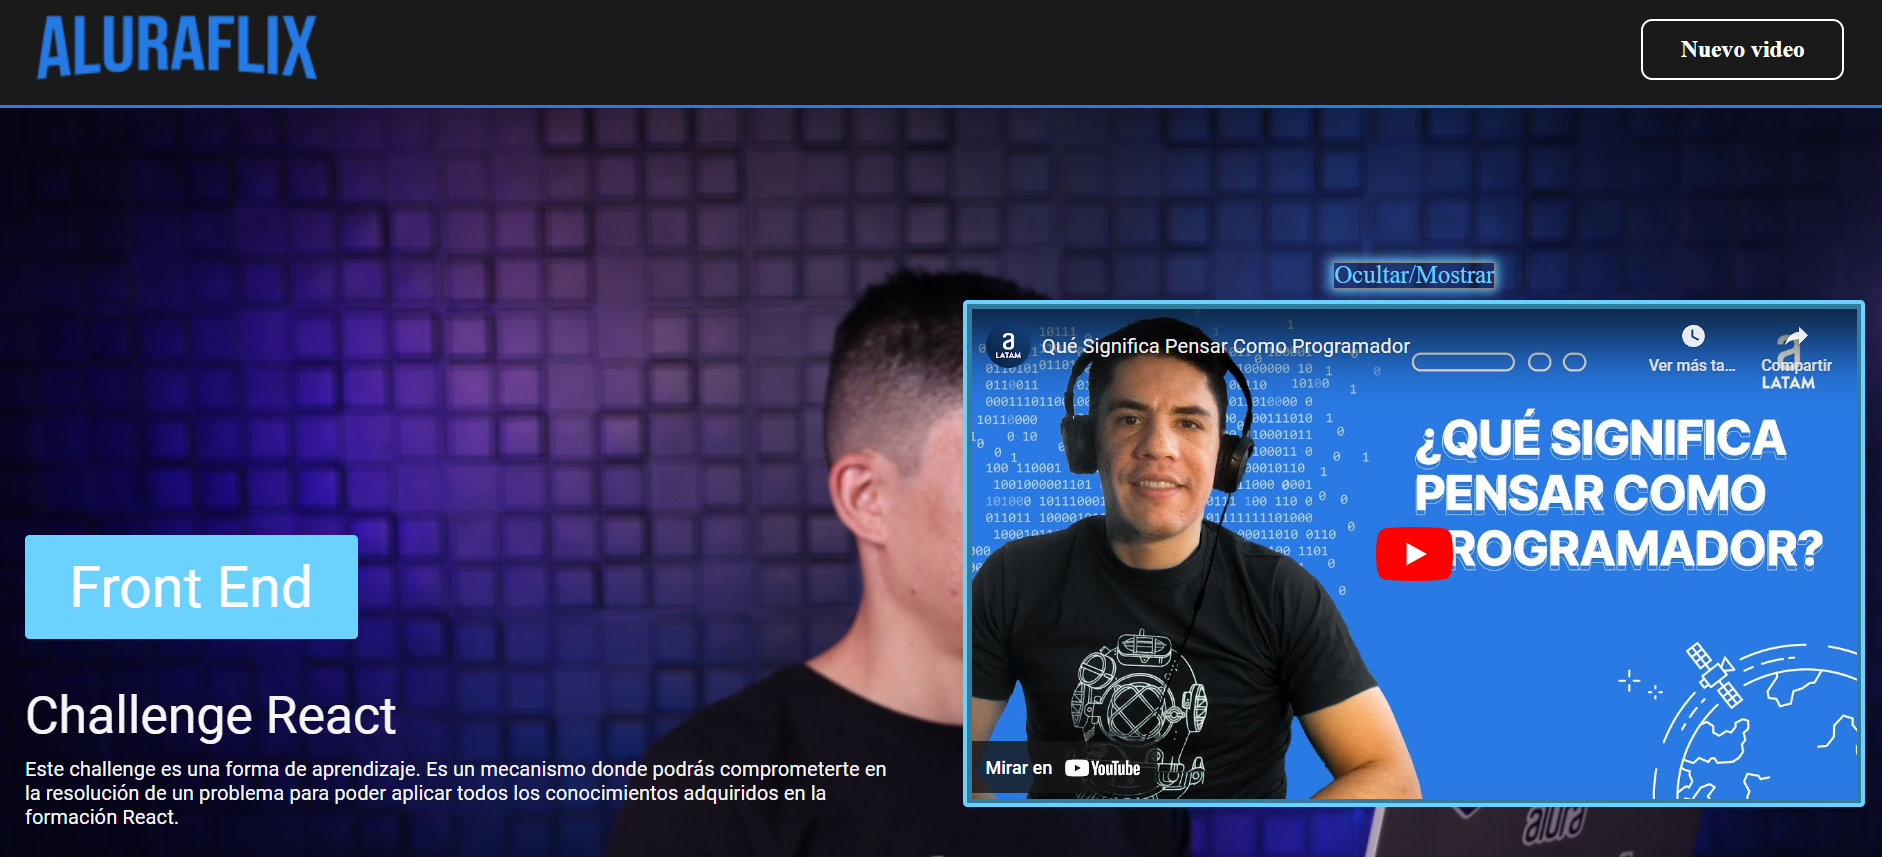 ALURAFLIX
Nuevo video
Ocultar/Mostrar
a
LATAM
Qué Significa Pensar Como Programador
Ver más ta...
Compartir
a
LATAM
¿QUÉ SIGNIFICA
PENSAR COMO
PROGRAMADOR?
Front End
Challenge React
Este challenge es una forma de aprendizaje. Es un mecanismo donde podrás comprometerte en
la resolución de un problema para poder aplicar todos los conocimientos adquiridos en la
formación React.
Mirar en YouTube
alura